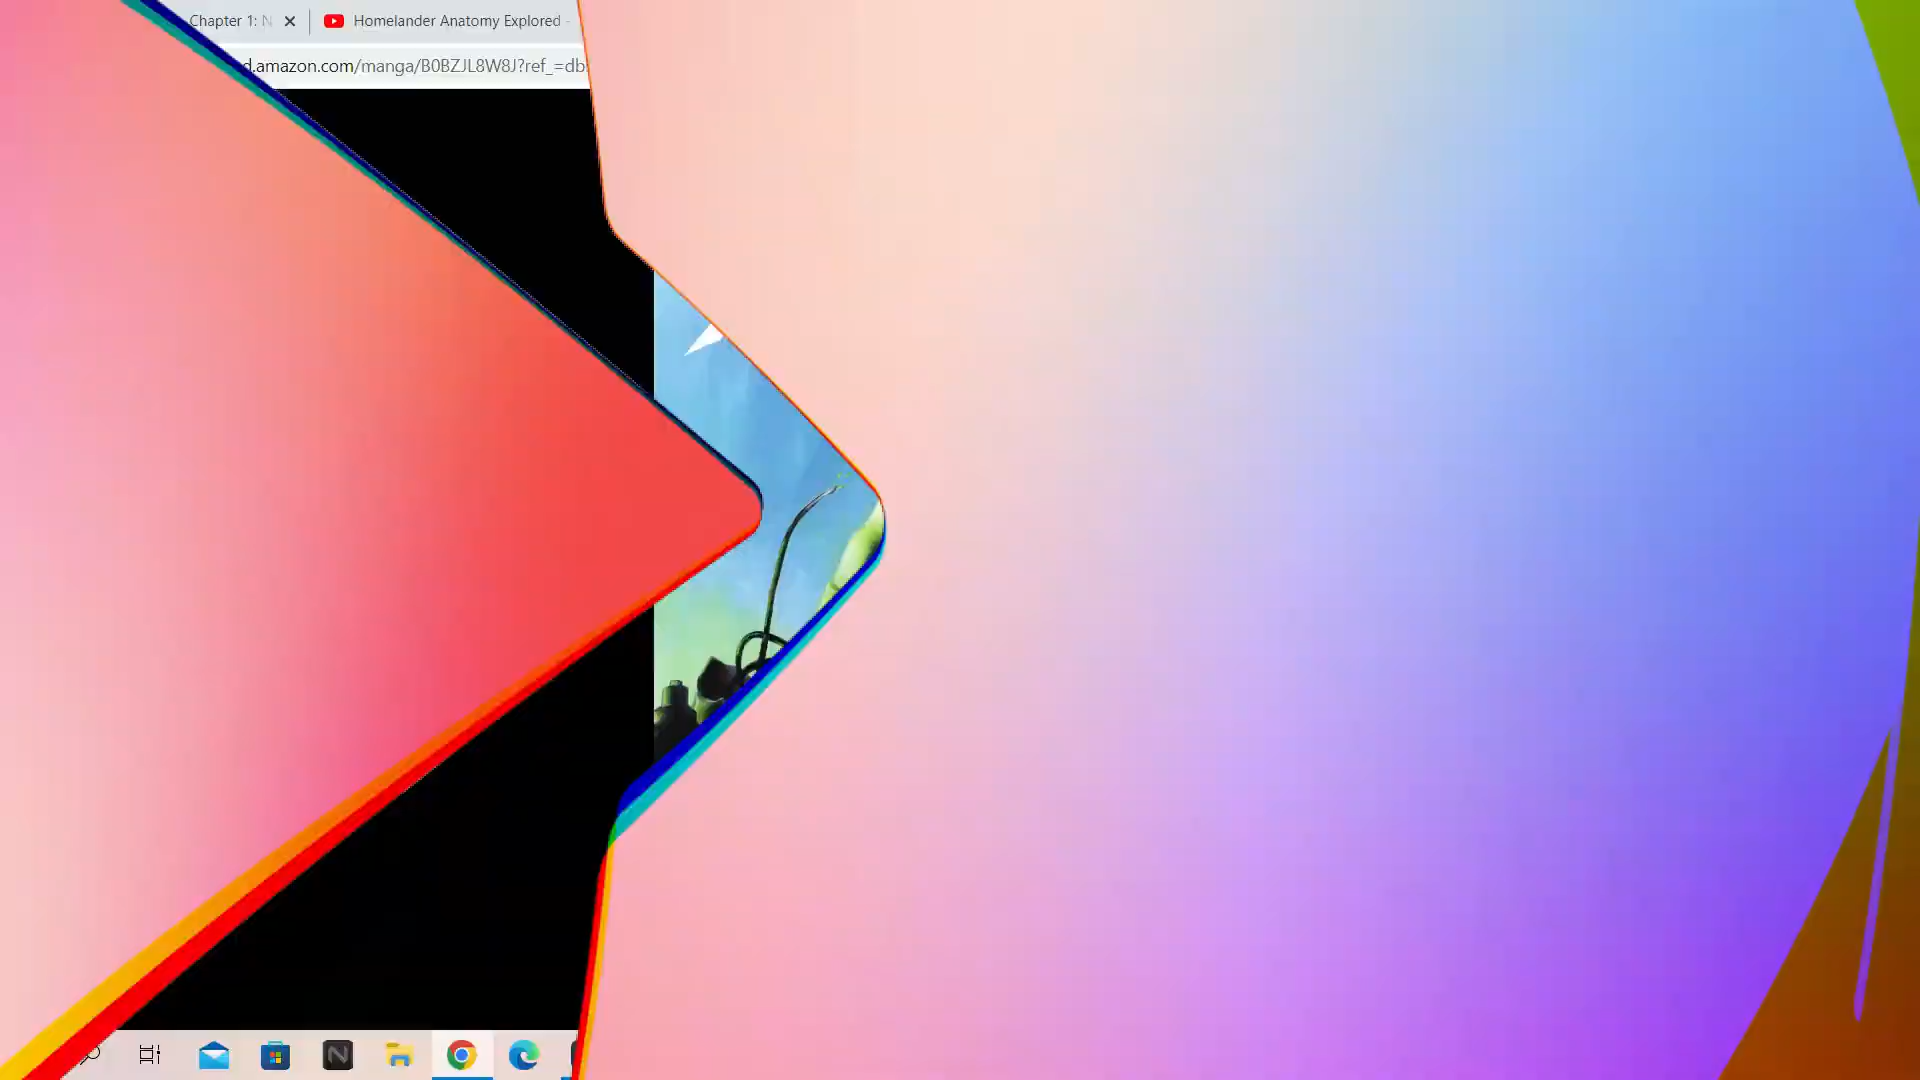 Chapter 1: N
Homelander Anatomy Explored -
d.amazon.com/manga/B0BZJL8W8J?ref_=db